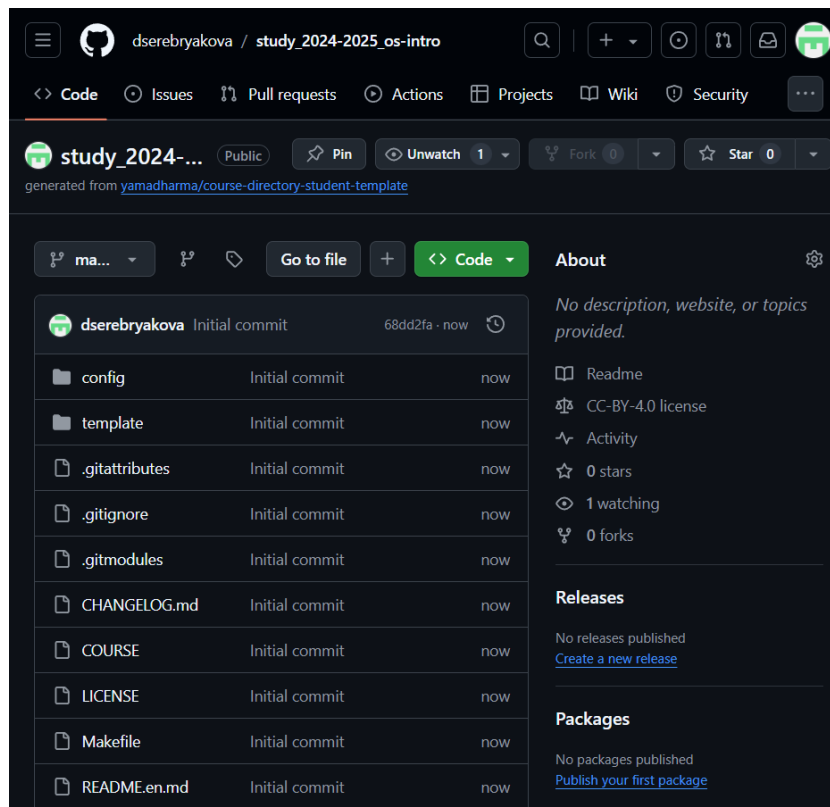 dserebryakova / study_2024-2025_os-intro
Code Issues Pull requests Actions Projects Wiki Security ...
study_2024-... Public Pin Unwatch 1 Fork 0 Star 0
generated from yamadharma/course-directory-student-template
ma... Go to file Code
dserebryakova Initial commit 68dd2fa · now
config Initial commit now
template Initial commit now
.gitattributes Initial commit now
.gitignore Initial commit now
.gitmodules Initial commit now
CHANGELOG.md Initial commit now
COURSE Initial commit now
LICENSE Initial commit now
Makefile Initial commit now
README.en.md Initial commit now
About
No description, website, or topics
provided.
Readme
CC-BY-4.0 license
Activity
0 stars
1 watching
0 forks
Releases
No releases published
Create a new release
Packages
No packages published
Publish your first package